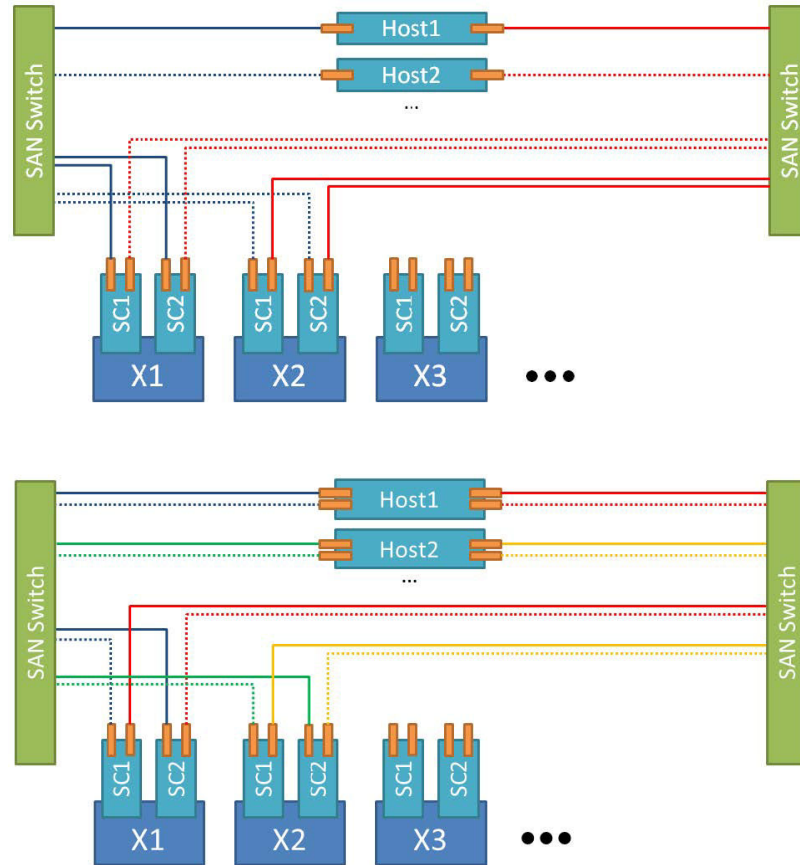 SAN Switch
Host1
SAN Switch
Host2
...
SC1
SC2
SC1
SC2
SC1
SC2
X1
X2
X3
•••
SAN Switch
Host1
SAN Switch
Host2
...
SC1
SC2
SC1
SC2
SC1
SC2
X1
X2
X3
•••